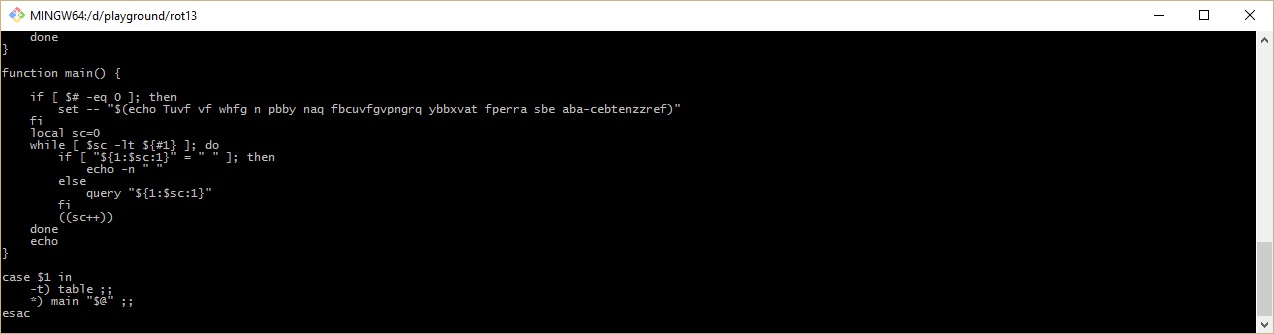 MINGW64:/d/playground/rot13
    done
}

function main() {

    if [ $# -eq 0 ]; then
        set -- "$(echo Tuvf vf whfg n pbby naq fbcuvfgvpngrq ybbxvat fperra sbe aba-cebtenzzref)"
    fi
    local sc=0
    while [ $sc -lt ${#1} ]; do
        if [ "${1:$sc:1}" = " " ]; then
            echo -n " "
        else
            query "${1:$sc:1}"
        fi
        ((sc++))
    done
    echo
}

case $1 in
    -t) table ;;
    *) main "$@" ;;
esac